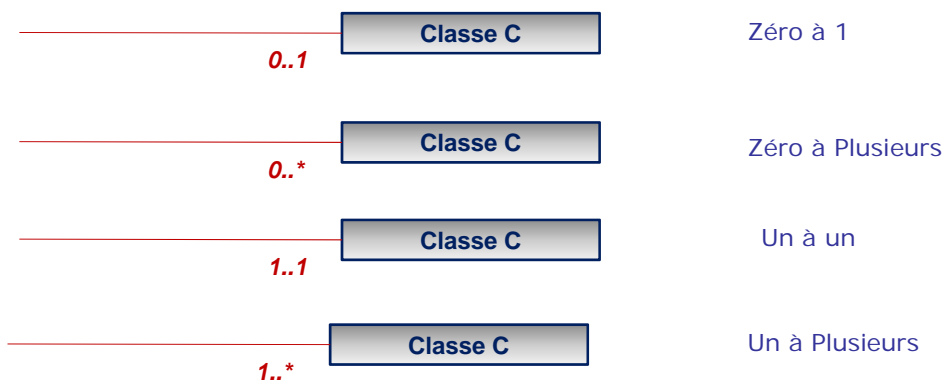 Classe C
Zéro à 1
0..1
Classe C
Zéro à Plusieurs
0..*
Classe C
Un à un
1..1
Classe C
Un à Plusieurs
1..*